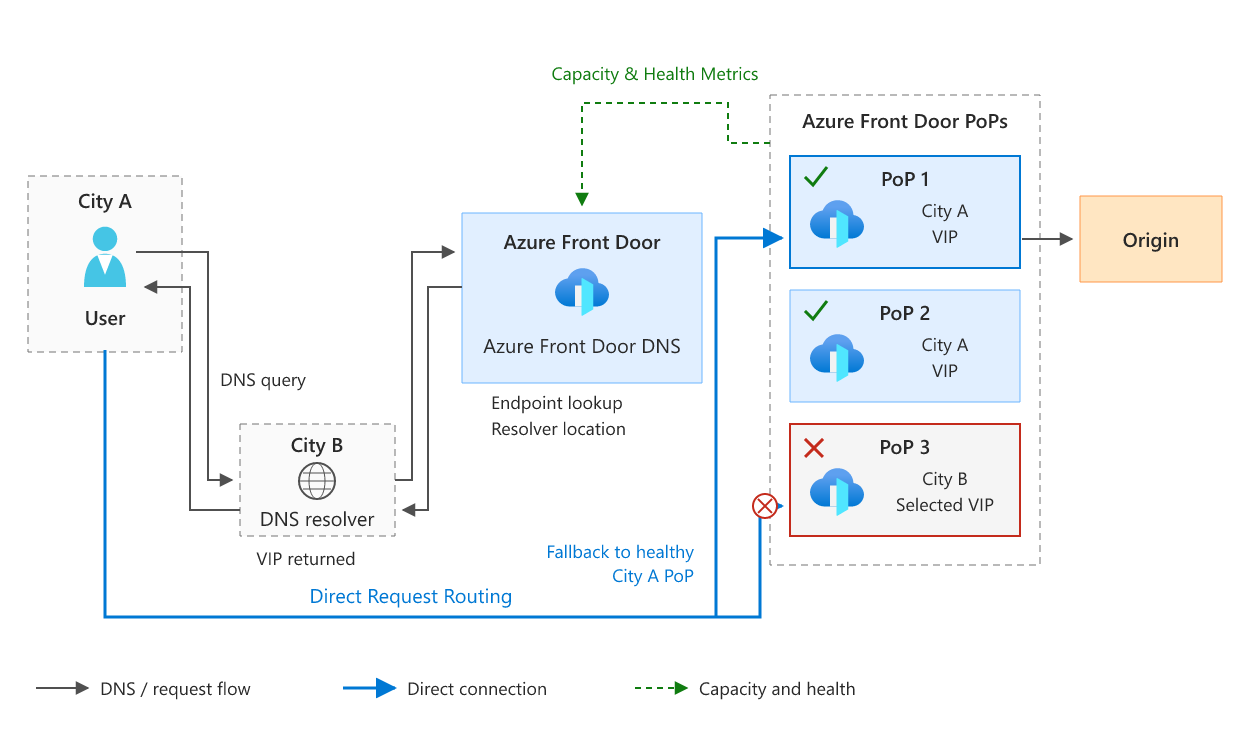 Capacity & Health Metrics
Azure Front Door PoPs
City A
User
DNS query
City B
DNS resolver
VIP returned
Azure Front Door
Azure Front Door DNS
Endpoint lookup
Resolver location
PoP 1
City A
VIP
PoP 2
City A
VIP
PoP 3
City B
Selected VIP
Origin
Fallback to healthy
City A PoP
Direct Request Routing
DNS / request flow
Direct connection
Capacity and health